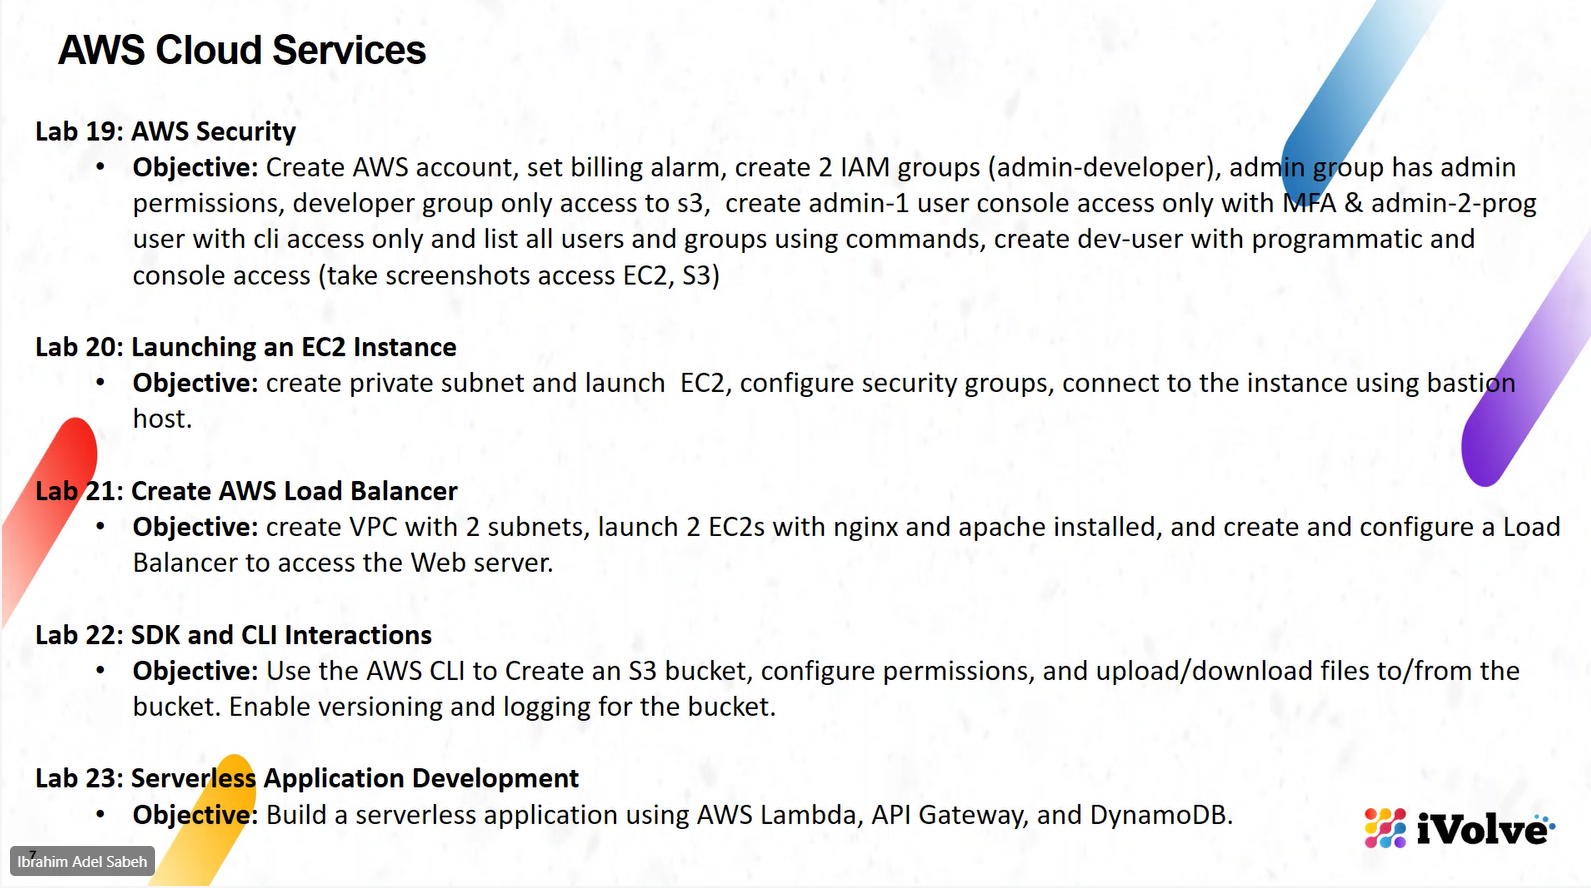 AWS Cloud Services
Lab 19: AWS Security
• Objective: Create AWS account, set billing alarm, create 2 IAM groups (admin-developer), admin group has admin
permissions, developer group only access to s3,  create admin-1 user console access only with MFA & admin-2-prog
user with cli access only and list all users and groups using commands, create dev-user with programmatic and
console access (take screenshots access EC2, S3)
Lab 20: Launching an EC2 Instance
• Objective: create private subnet and launch  EC2, configure security groups, connect to the instance using bastion
host.
Lab 21: Create AWS Load Balancer
• Objective: create VPC with 2 subnets, launch 2 EC2s with nginx and apache installed, and create and configure a Load
Balancer to access the Web server.
Lab 22: SDK and CLI Interactions
• Objective: Use the AWS CLI to Create an S3 bucket, configure permissions, and upload/download files to/from the
bucket. Enable versioning and logging for the bucket.
Lab 23: Serverless Application Development
• Objective: Build a serverless application using AWS Lambda, API Gateway, and DynamoDB.
iVolve
7
Ibrahim Adel Sabeh